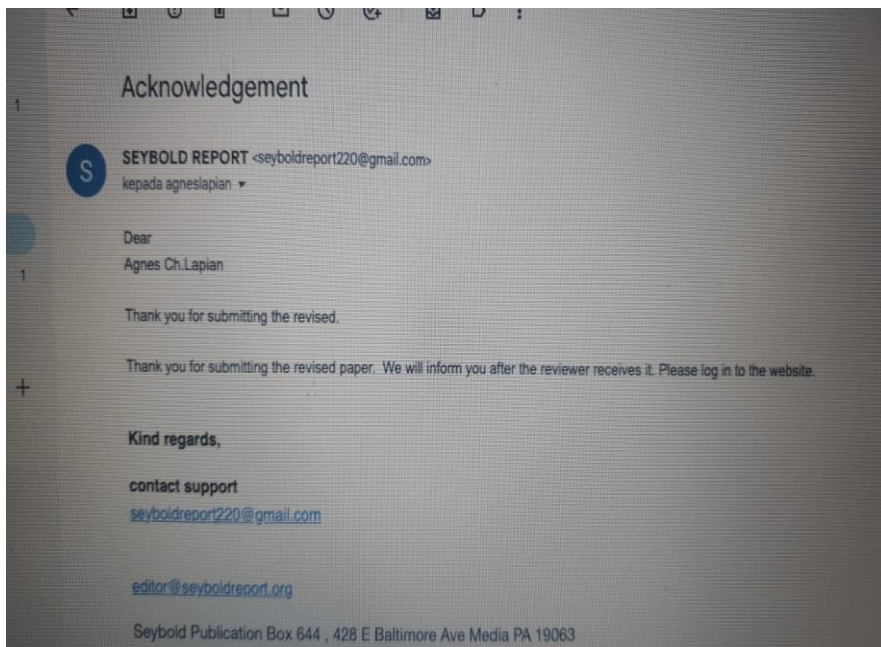 1
Acknowledgement
S
SEYBOLD REPORT <seyboldreport220@gmail.com>
kepada agneslapian
Dear
Agnes Ch.Lapian
1
Thank you for submitting the revised.
Thank you for submitting the revised paper. We will inform you after the reviewer receives it. Please log in to the website.
+
Kind regards,
contact support
seyboldreport220@gmail.com
editor@seyboldreport.org
Seybold Publication Box 644 , 428 E Baltimore Ave Media PA 19063